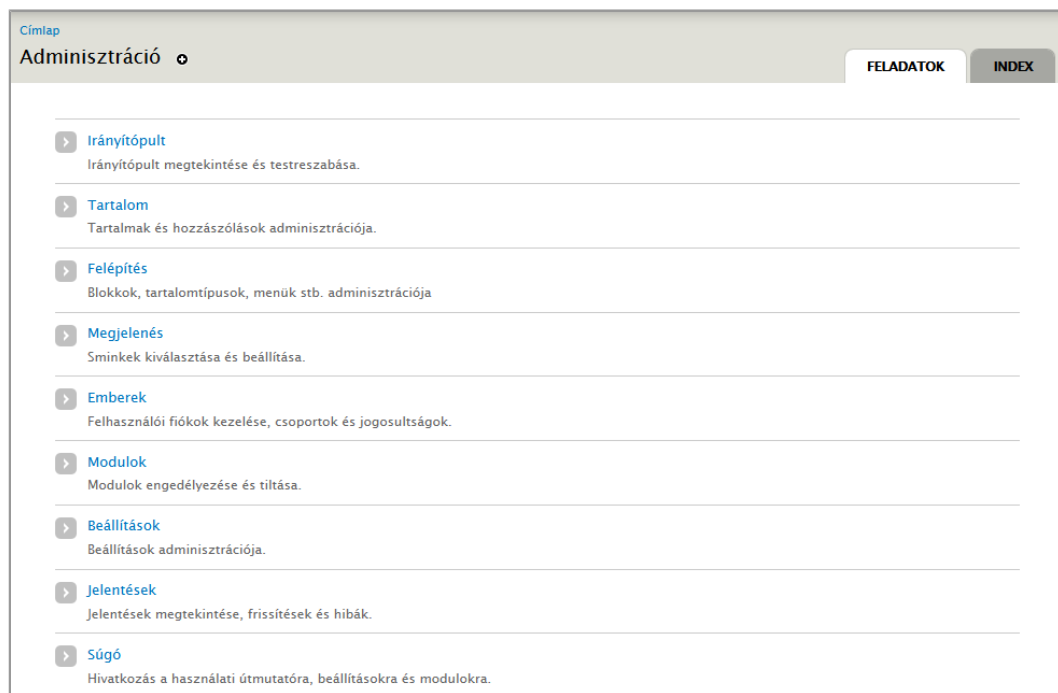 Címlap
Adminisztráció
FELADATOK
INDEX
Irányítópult
Irányítópult megtekintése és testreszabása.
Tartalom
Tartalmak és hozzászólások adminisztrációja.
Felépítés
Blokkok, tartalomtípusok, menük stb. adminisztrációja
Megjelenés
Sminkek kiválasztása és beállítása.
Emberek
Felhasználói fiókok kezelése, csoportok és jogosultságok.
Modulok
Modulok engedélyezése és tiltása.
Beállítások
Beállítások adminisztrációja.
Jelentések
Jelentések megtekintése, frissítések és hibák.
Súgó
Hivatkozás a használati útmutatóra, beállításokra és modulokra.